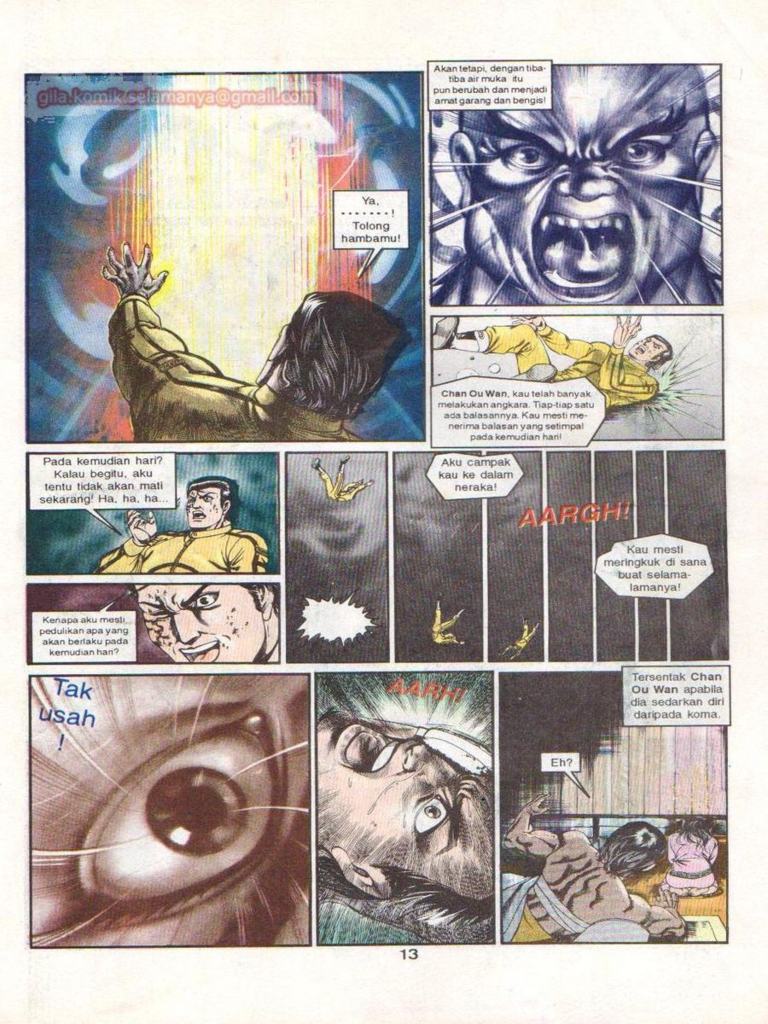 gila.komik.selamanya@gmail.com
Ya,
.......!
Tolong
hambamu!
Akan tetapi, dengan tiba-
tiba air muka itu
pun berubah dan menjadi
amat garang dan bengis!
Chan Ou Wan, kau telah banyak
melakukan angkara. Tiap-tiap satu
ada balasannya. Kau mesti me-
nerima balasan yang setimpal
pada kemudian hari!
Pada kemudian hari?
Kalau begitu, aku
tentu tidak akan mati
sekarang! Ha, ha, ha...
Kenapa aku mesti
pedulikan apa yang
akan berlaku pada
kemudian hari?
Aku campak
kau ke dalam
neraka!
AARGH!
Kau mesti
meringkuk di sana
buat selama-
lamanya!
Tak
usah
!
AARH!
Tersentak Chan
Ou Wan apabila
dia sedarkan diri
daripada koma.
Eh?
13